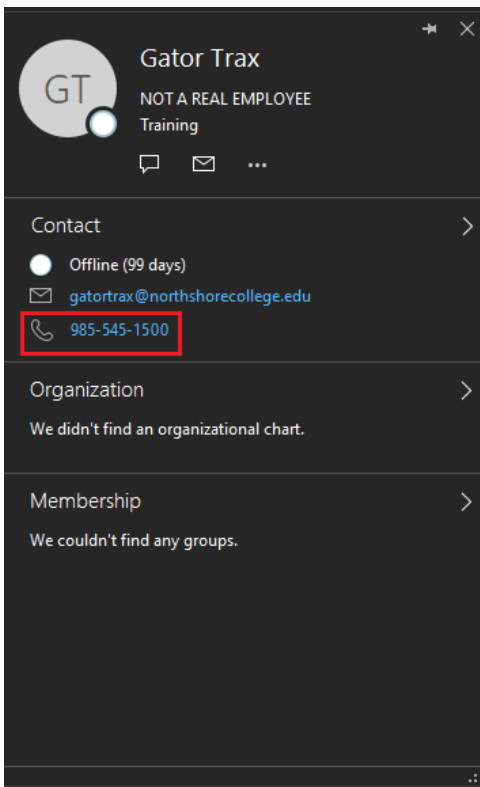 GT
Gator Trax
NOT A REAL EMPLOYEE
Training
Contact
Offline (99 days)
gatortrax@northshorecollege.edu
985-545-1500
Organization
We didn't find an organizational chart.
Membership
We couldn't find any groups.